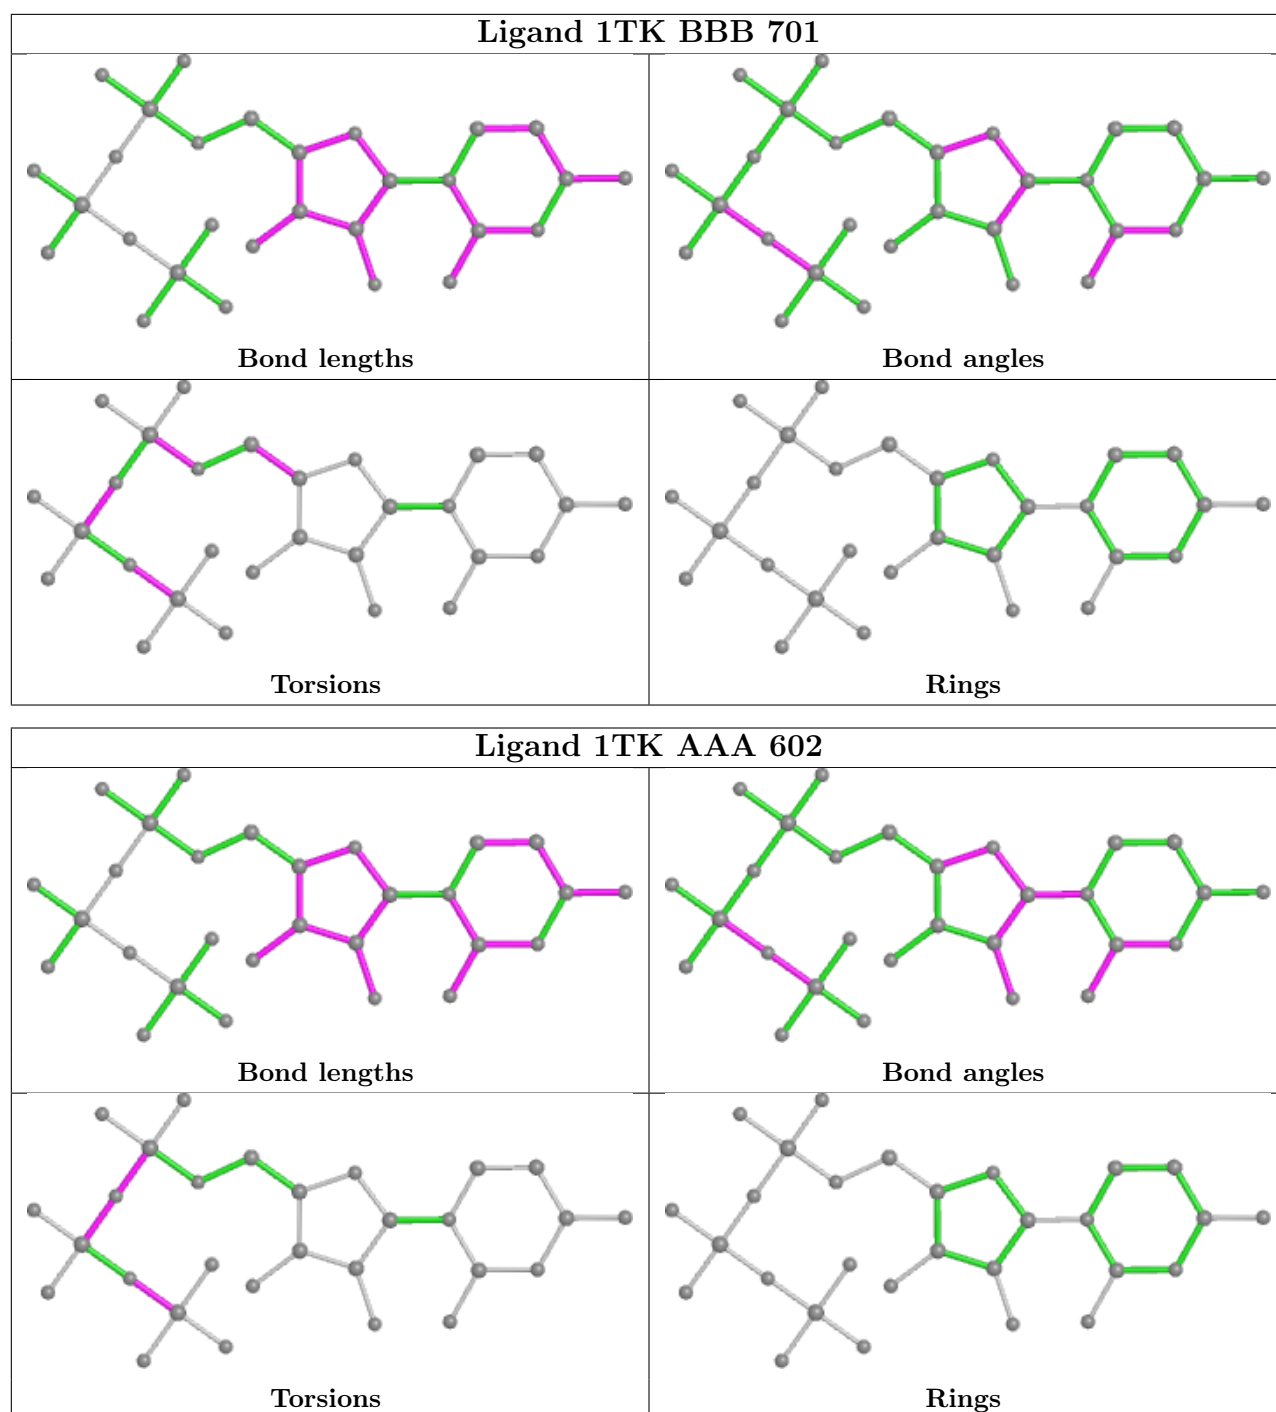 Ligand 1TK BBB 701
Bond lengths
Bond angles
Torsions
Rings
Ligand 1TK AAA 602
Bond lengths
Bond angles
Torsions
Rings